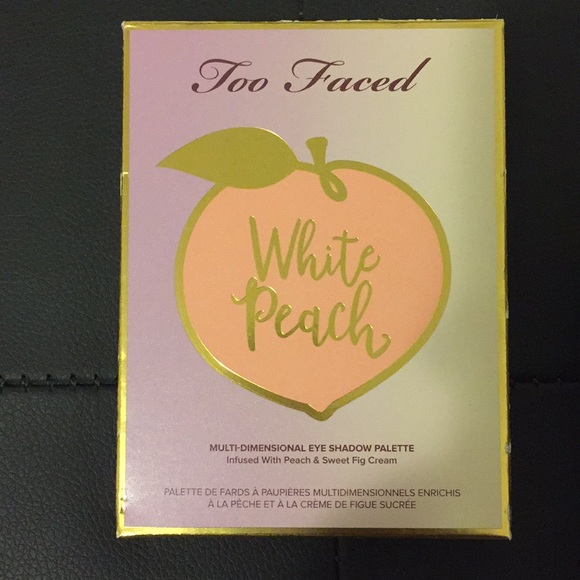 Too Faced
White
Peach
MULTI-DIMENSIONAL EYE SHADOW PALETTE
Infused With Peach & Sweet Fig Cream
PALETTE DE FARDS À PAUPIÈRES MULTIDIMENSIONNELS ENRICHIS
À LA PÊCHE ET À LA CRÈME DE FIGUE SUCRÉE